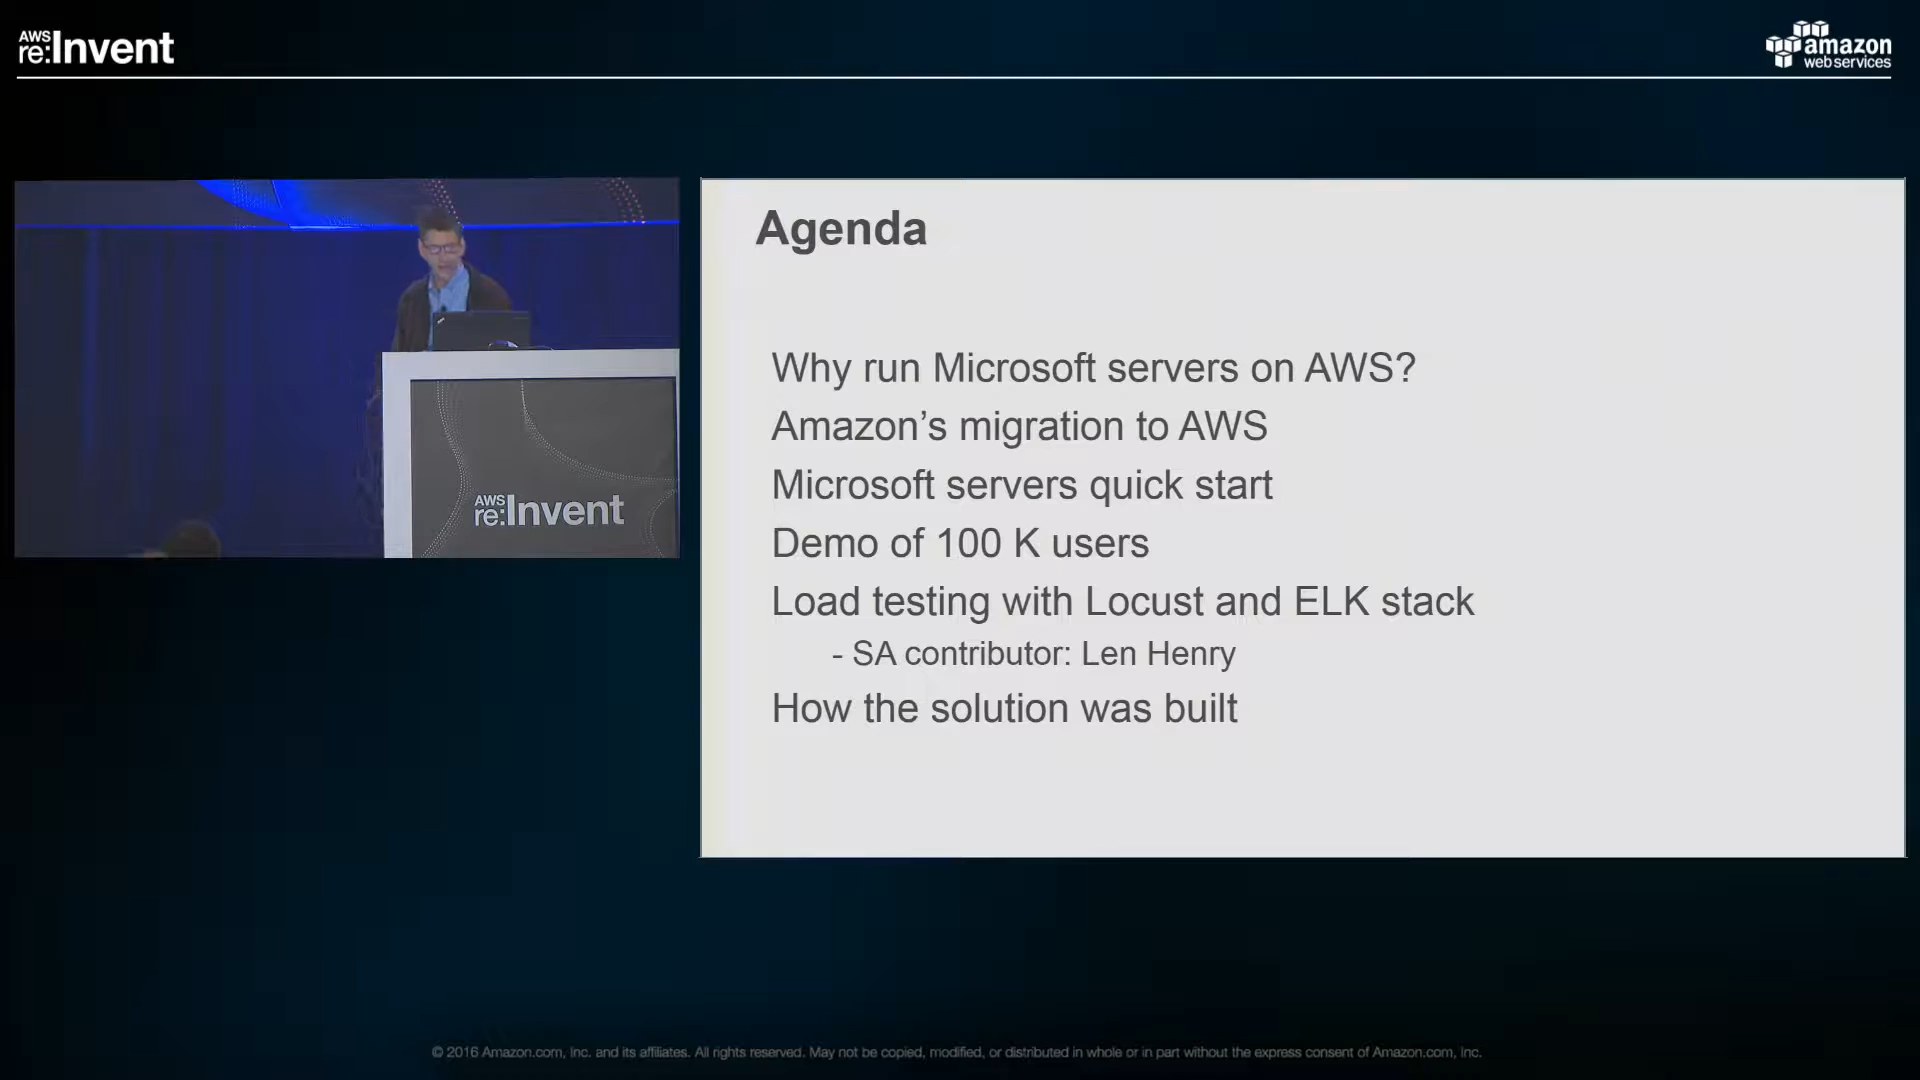 AWS
re:Invent
amazon
web services
AWS
re:Invent
Agenda
Why run Microsoft servers on AWS?
Amazon’s migration to AWS
Microsoft servers quick start
Demo of 100 K users
Load testing with Locust and ELK stack
- SA contributor: Len Henry
How the solution was built
© 2016 Amazon.com, Inc. and its affiliates. All rights reserved. May not be copied, modified, or distributed in whole or in part without the express consent of Amazon.com, Inc.